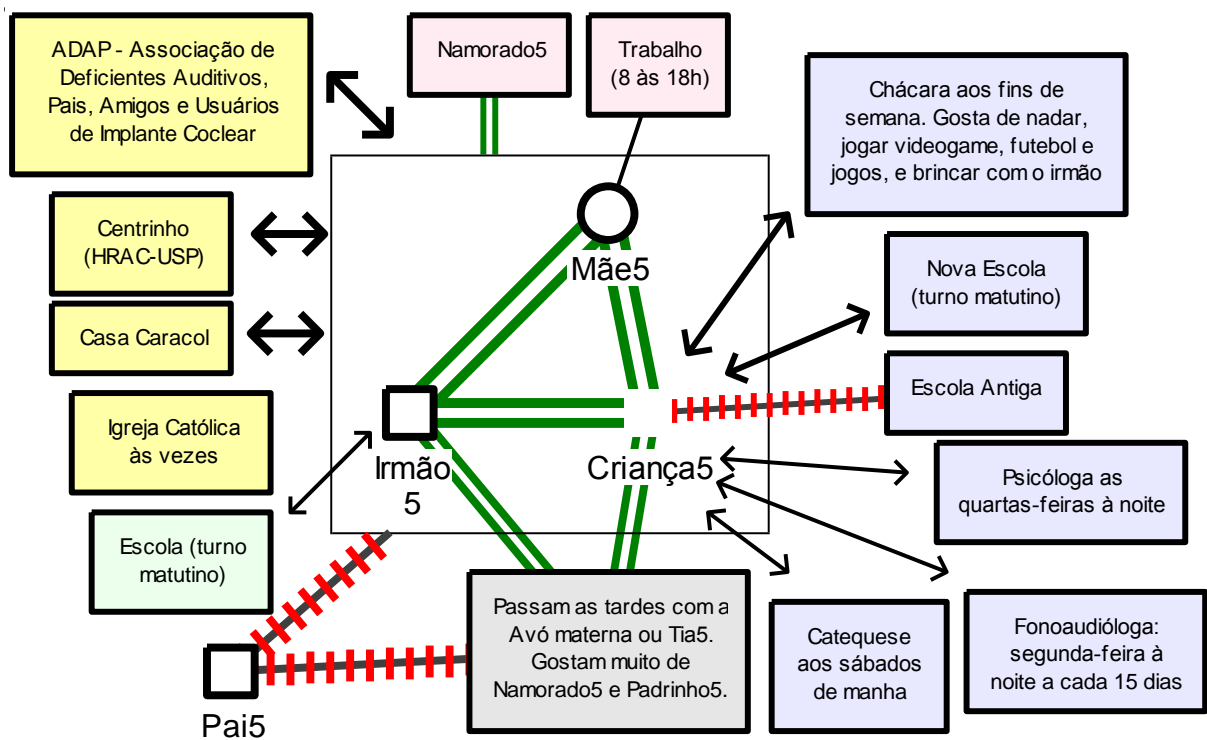 ADAP - Associação de
Deficientes Auditivos,
Pais, Amigos e Usuários
de Implante Coclear
Namorado5
Trabalho
(8 às 18h)
Chácara aos fins de
semana. Gosta de nadar,
jogar videogame, futebol e
jogos, e brincar com o irmão
Centrinho
(HRAC-USP)
Mãe5
Nova Escola
(turno matutino)
Casa Caracol
Escola Antiga
Igreja Católica
às vezes
Irmão
5
Criança5
Psicóloga as
quartas-feiras à noite
Escola (turno
matutino)
Passam as tardes com a
Avó materna ou Tia5.
Gostam muito de
Namorado5 e Padrinho5.
Catequese
aos sábados
de manha
Fonoaudióloga:
segunda-feira à
noite a cada 15 dias
Pai5